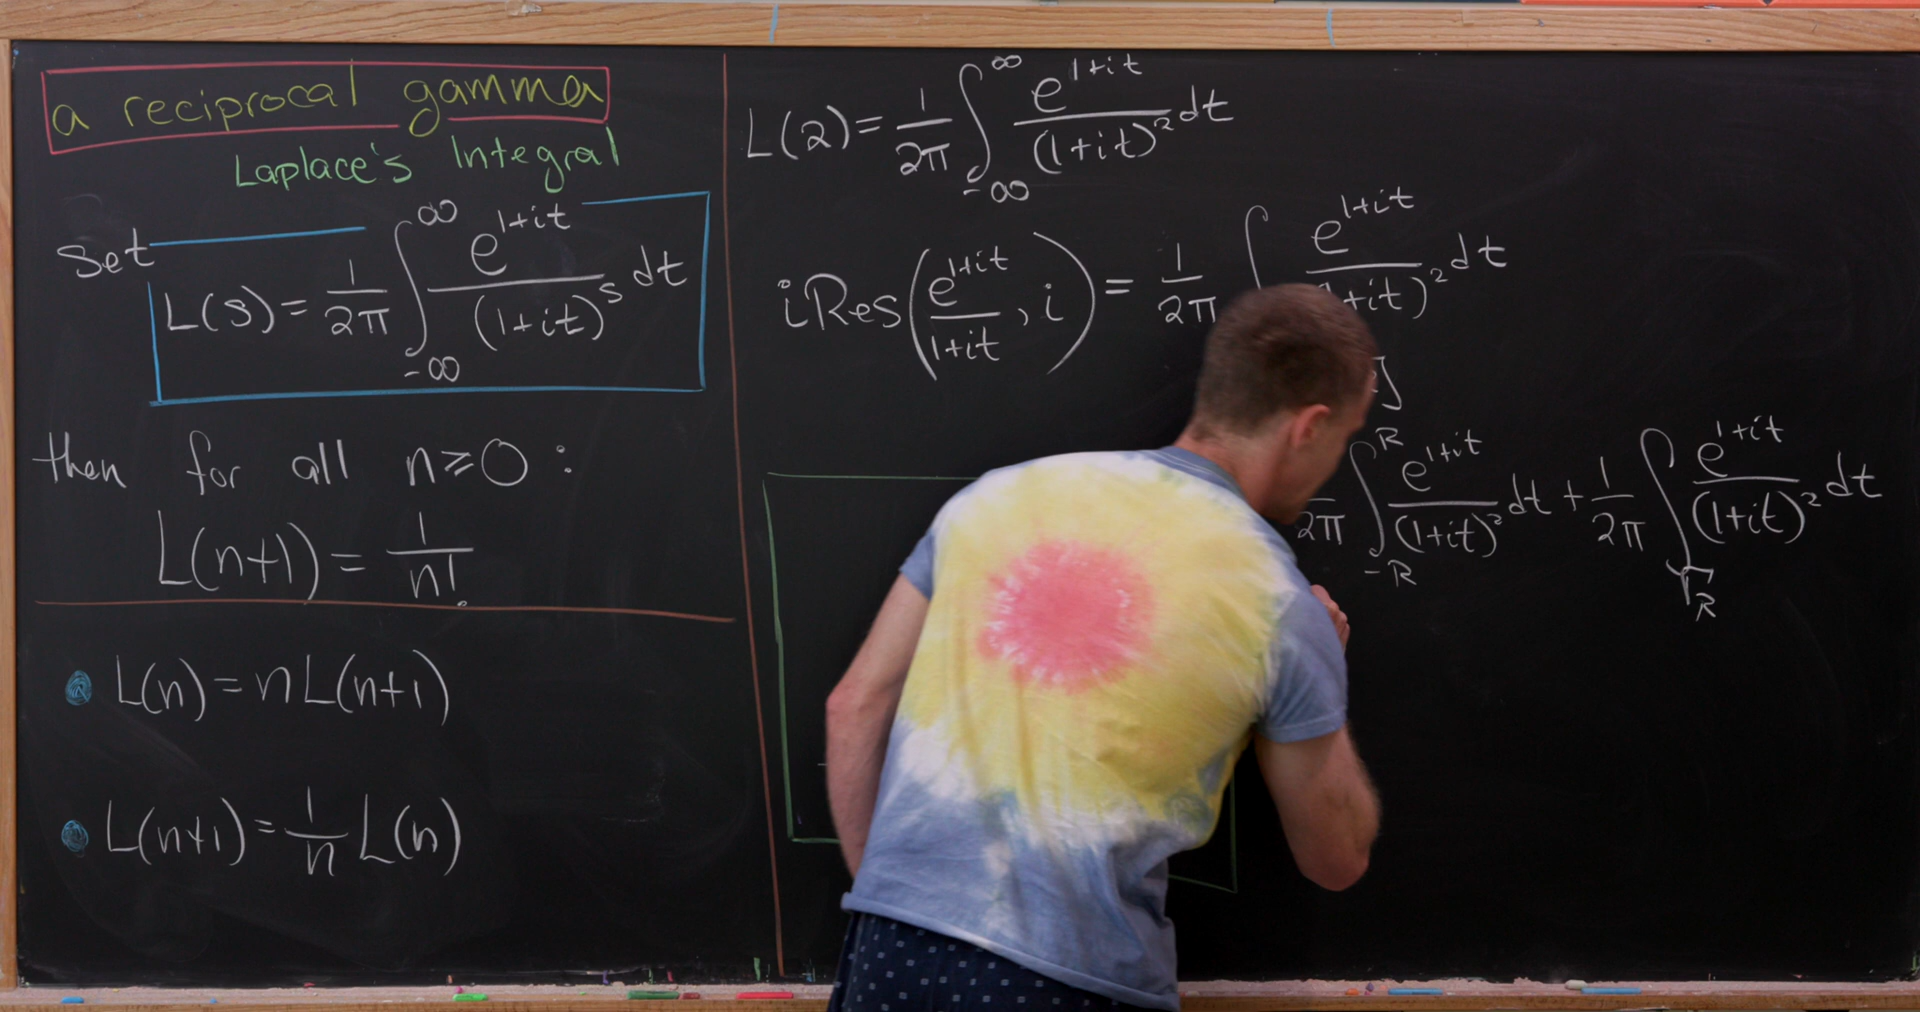 a reciprocal gamma
Laplace's Integral
Set
L(s) = 1/2π ∫_{-∞}^{∞} e^{1+it}/(1+it)^s dt
then for all n ≥ 0 :
L(n+1) = 1/n!
L(n) = n L(n+1)
L(n+1) = 1/n L(n)
L(2) = 1/2π ∫_{-∞}^{∞} e^{1+it}/(1+it)^2 dt
i Res(e^{1+it}/1+it , i) = 1/2π ∫ e^{1+it}/+it)^2 dt
2π ∫_{-R}^{R} e^{1+it}/(1+it)^2 dt + 1/2π ∫_{γ_R} e^{1+it}/(1+it)^2 dt